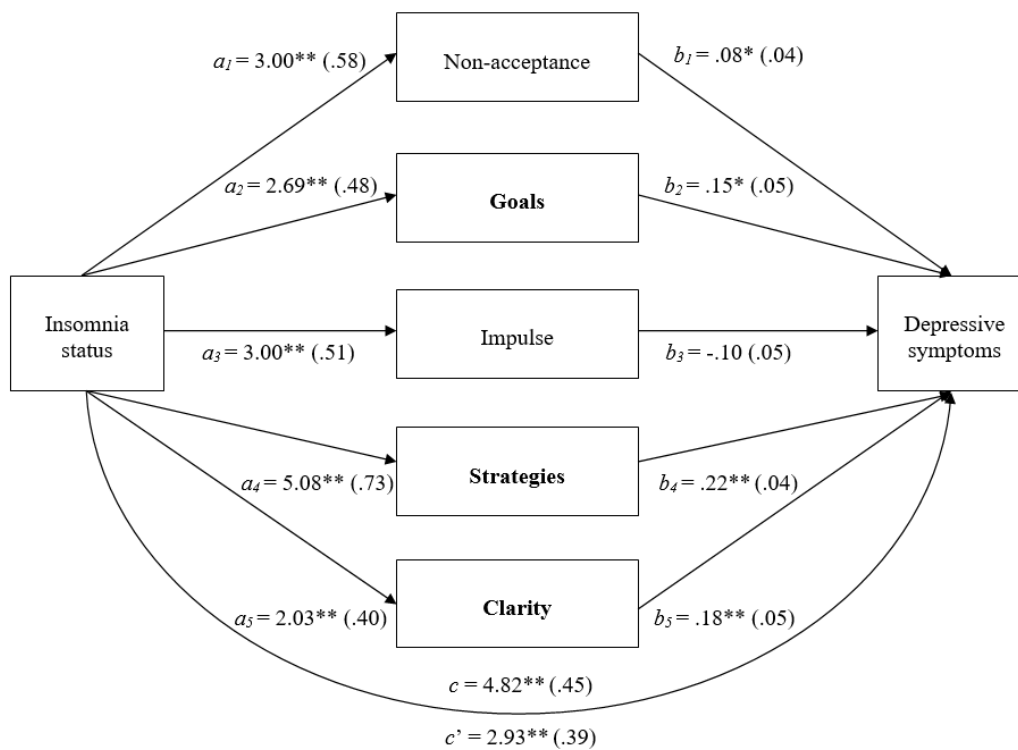 a1 = 3.00** (.58)
Non-acceptance
b1 = .08* (.04)
a2 = 2.69** (.48)
Goals
b2 = .15* (.05)
Insomnia
status
a3 = 3.00** (.51)
Impulse
b3 = -.10 (.05)
Depressive
symptoms
a4 = 5.08** (.73)
Strategies
b4 = .22** (.04)
a5 = 2.03** (.40)
Clarity
b5 = .18** (.05)
c = 4.82** (.45)
c’ = 2.93** (.39)